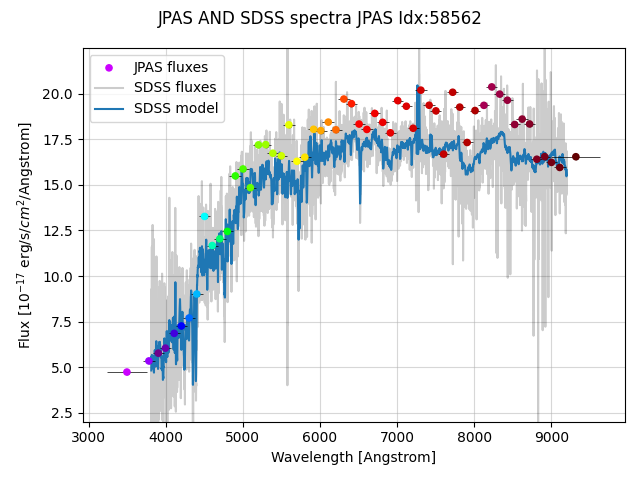 JPAS AND SDSS spectra JPAS Idx:58562
JPAS fluxes
SDSS fluxes
SDSS model
20.0
17.5
15.0
12.5
10.0
7.5
5.0
2.5
Flux [10⁻¹⁷ erg/s/cm²/Angstrom]
3000 4000 5000 6000 7000 8000 9000
Wavelength [Angstrom]